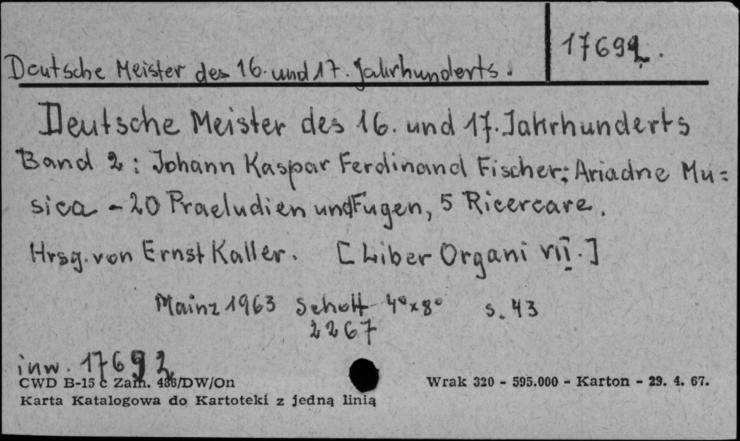 17692.
Deutsche Meister des 16. und 17. Jahrhunderts.
Deutsche Meister des 16. und 17. Jahrhunderts
Band 2: Johann Kaspar Ferdinand Fischer; Ariadne Mu=
sica - 20 Praeludien und Fugen, 5 Ricercare.
Hrsg. von Ernst Kaller. [Liber Organi VII.]
Mainz 1963 Schott 4°x8° s. 43
2267
inw. 17692
CWD B-15 c Zam. 486/DW/On
Wrak 320 - 595.000 - Karton - 29. 4. 67.
Karta Katalogowa do Kartoteki z jedną linią